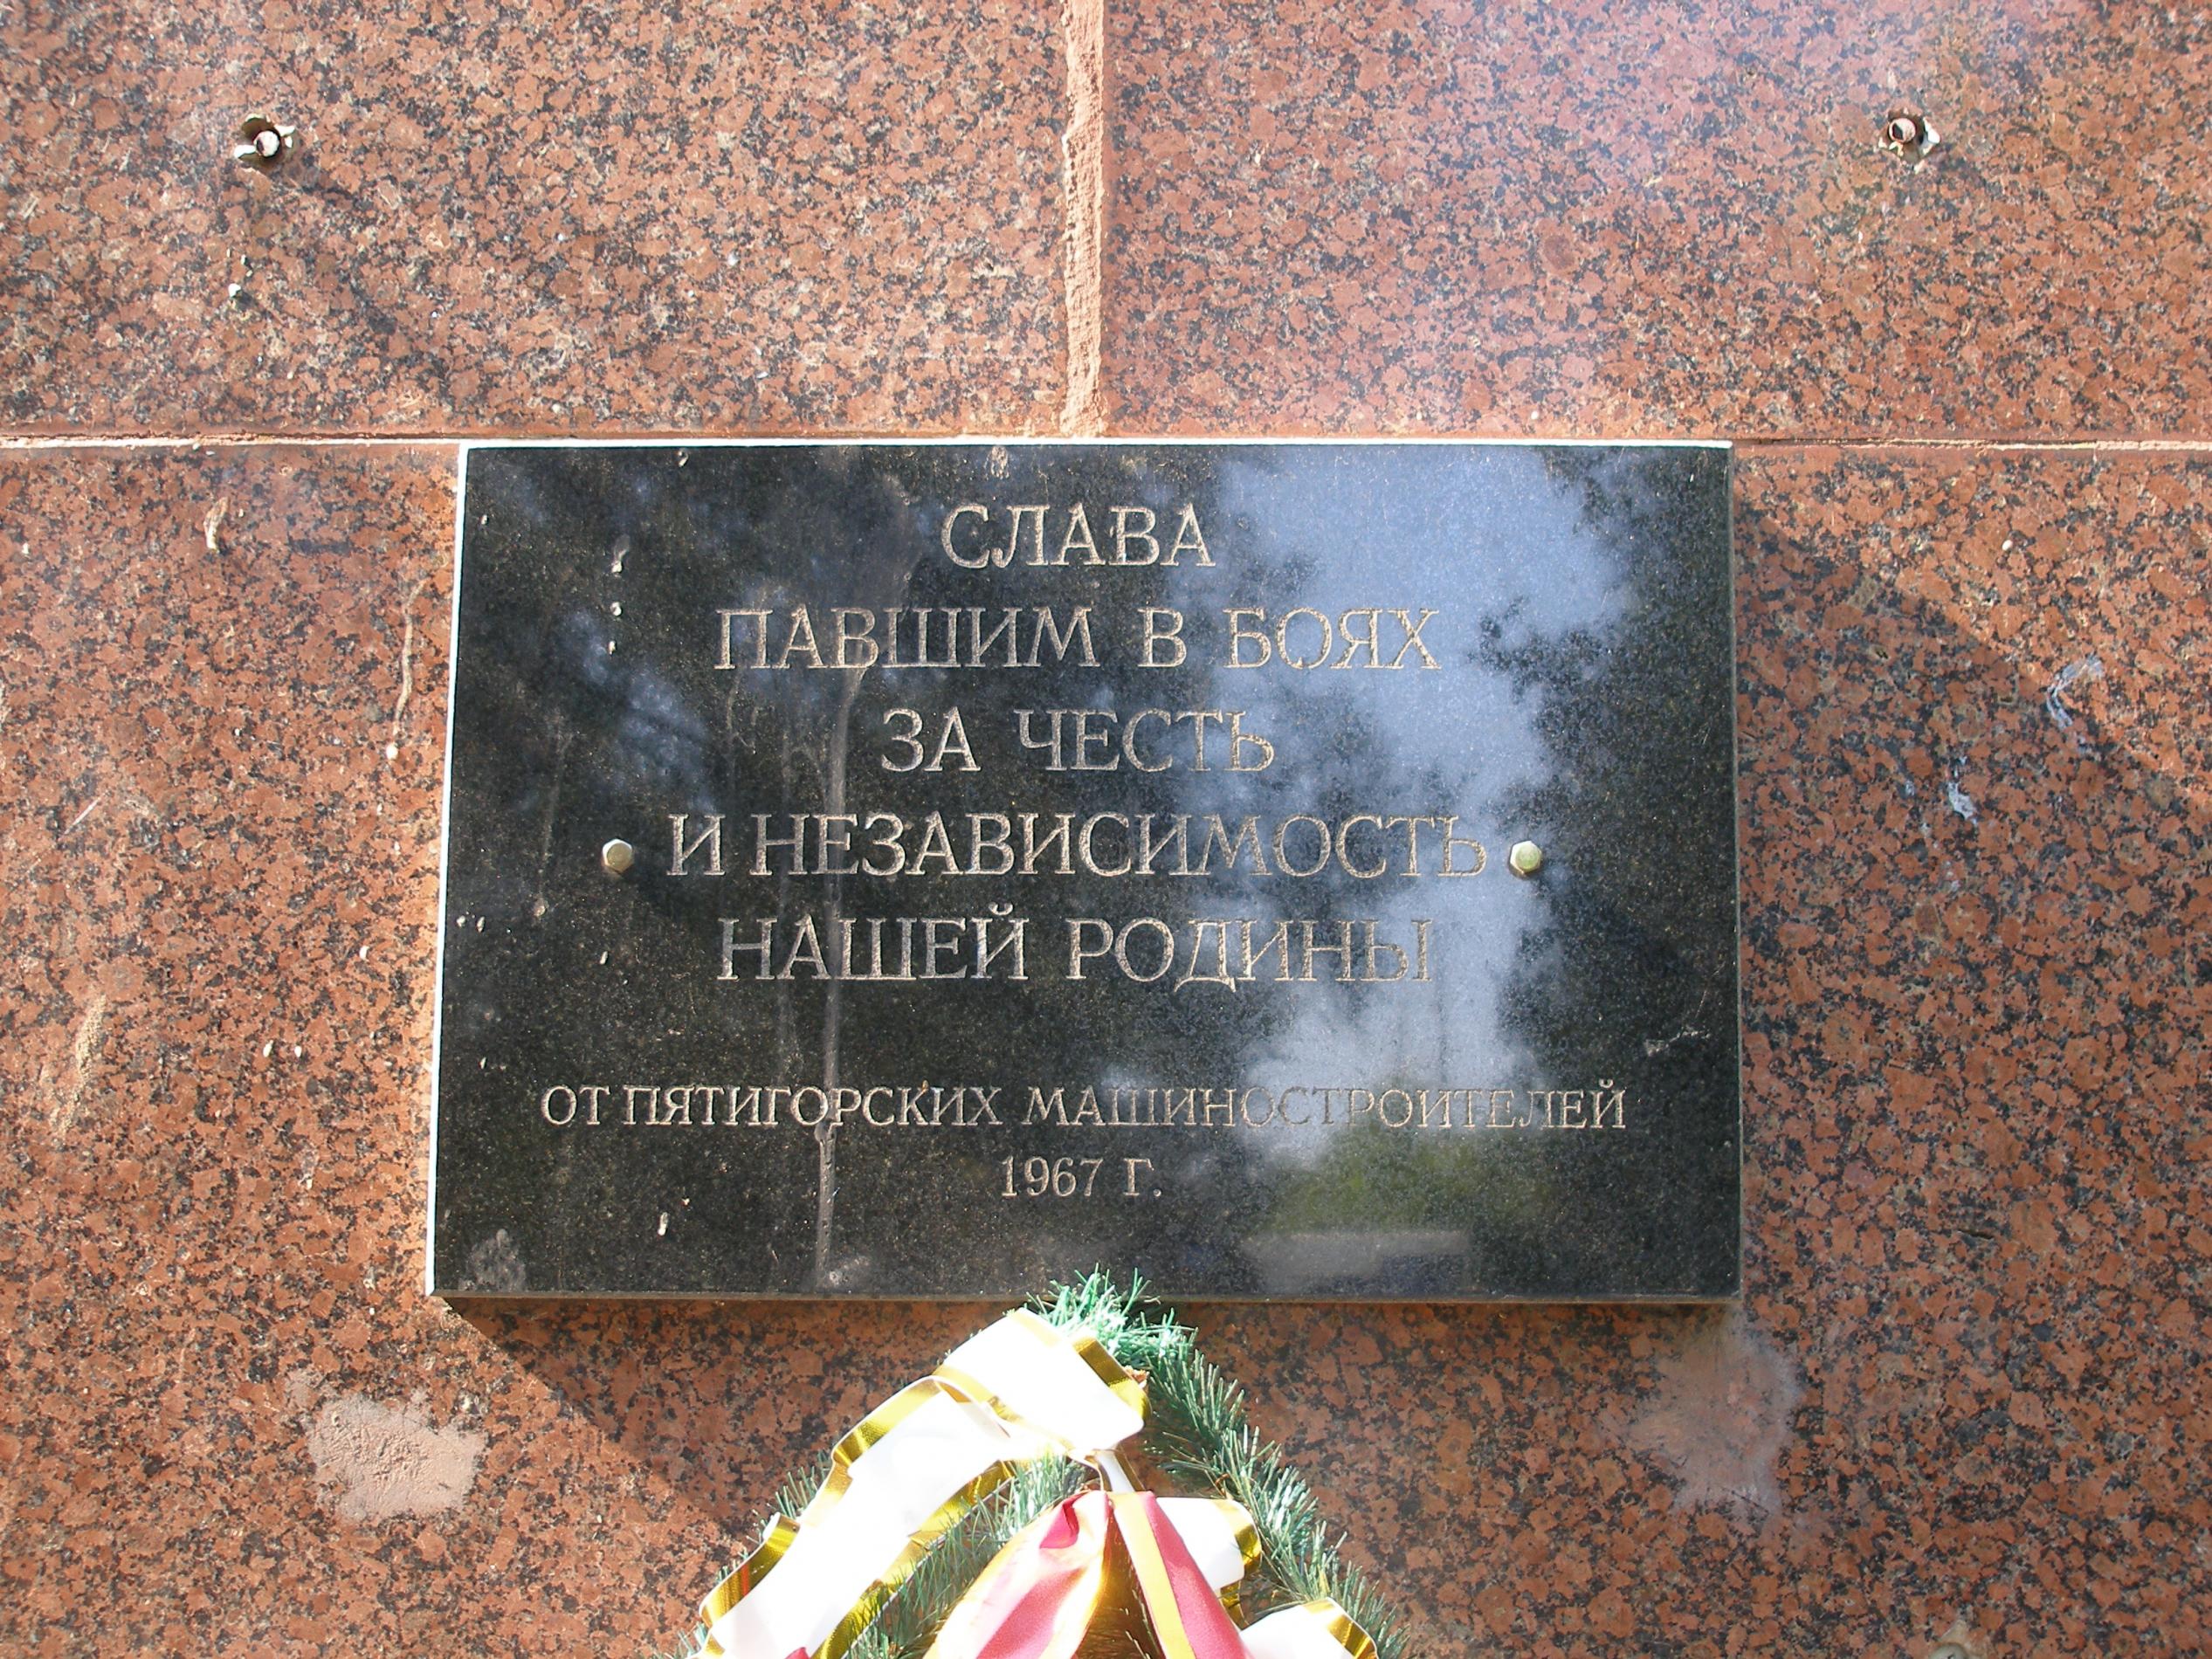 СЛАВА
ПАВШИМ В БОЯХ
ЗА ЧЕСТЬ
И НЕЗАВИСИМОСТЬ
НАШЕЙ РОДИНЫ
ОТ ПЯТИГОРСКИХ МАШИНОСТРОИТЕЛЕЙ
1967 Г.